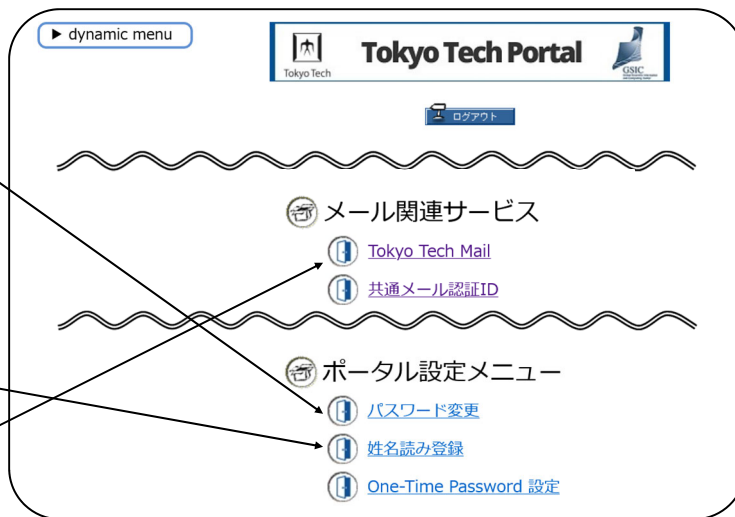 ▶ dynamic menu
Tokyo Tech
Tokyo Tech Portal
GSIC
ログアウト
メール関連サービス
Tokyo Tech Mail
共通メール認証ID
ポータル設定メニュー
パスワード変更
姓名読み登録
One-Time Password 設定